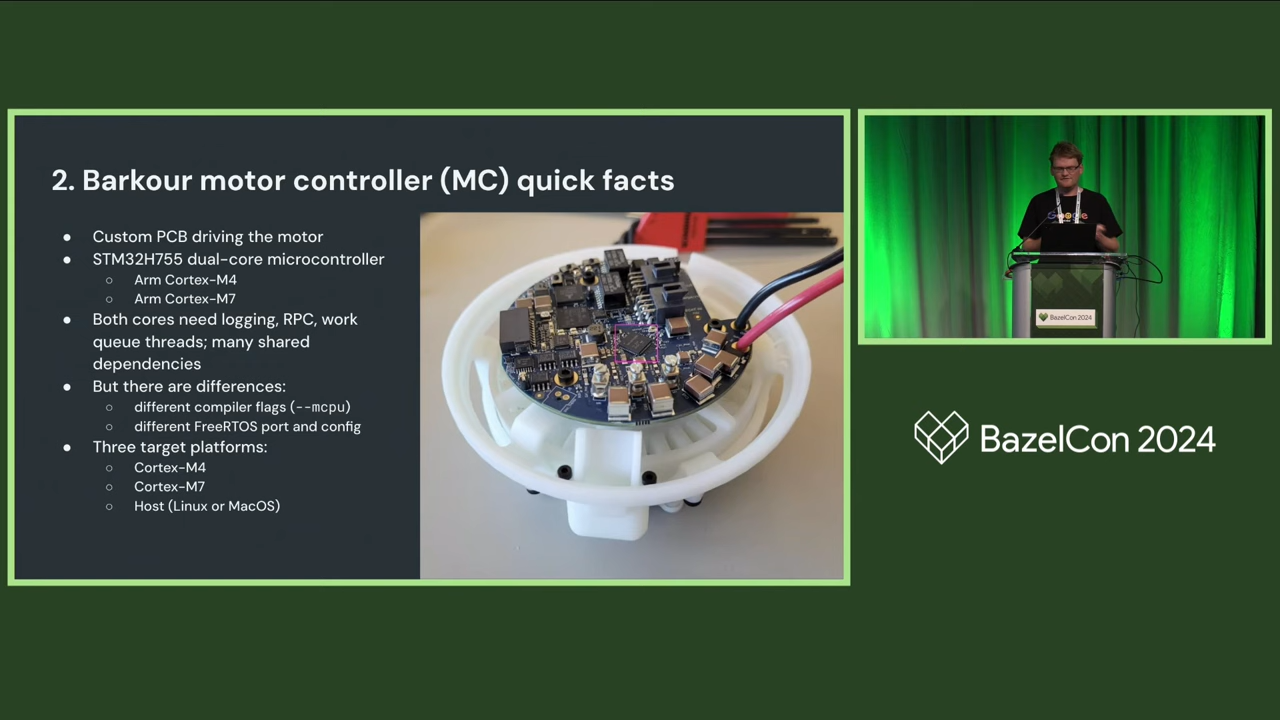 2. Barkour motor controller (MC) quick facts
● Custom PCB driving the motor
● STM32H755 dual-core microcontroller
○ Arm Cortex-M4
○ Arm Cortex-M7
● Both cores need logging, RPC, work
queue threads; many shared
dependencies
● But there are differences:
○ different compiler flags (--mcpu)
○ different FreeRTOS port and config
● Three target platforms:
○ Cortex-M4
○ Cortex-M7
○ Host (Linux or MacOS)
Google
BazelCon 2024
BazelCon 2024